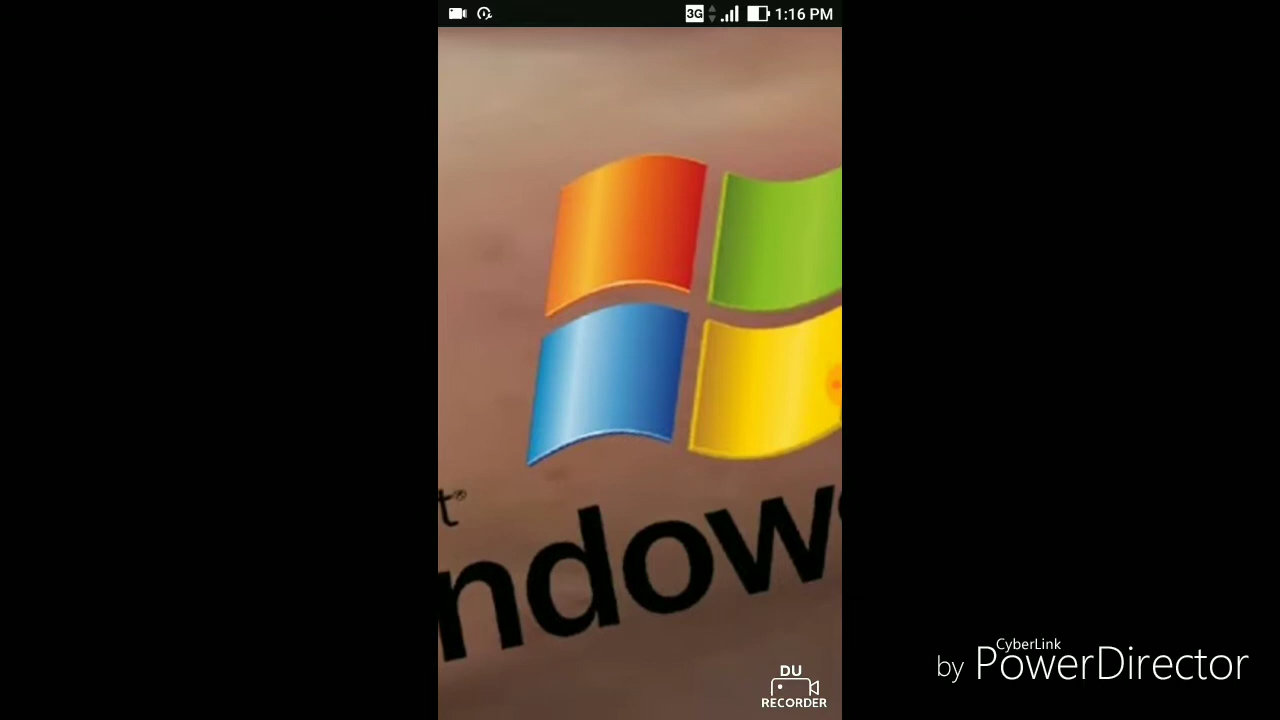 3G 1:16 PM
t®
ndow
DU
RECORDER
CyberLink
by PowerDirector